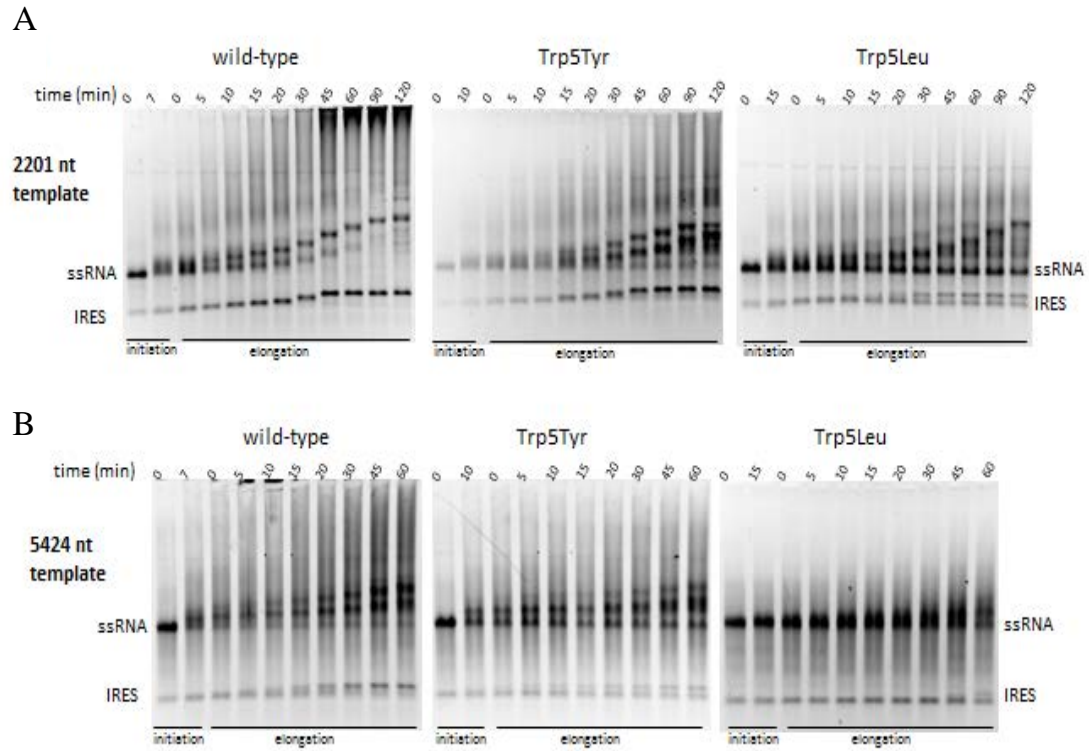 A
wild-type Trp5Tyr Trp5Leu
time (min) 0 7 0 5 10 15 20 30 45 60 90 120 0 10 0 5 10 15 20 30 45 60 90 120 0 15 0 5 10 15 20 30 45 60 90 120
2201 nt
template
ssRNA ssRNA
IRES IRES
initiation elongation initiation elongation initiation elongation
B
wild-type Trp5Tyr Trp5Leu
time (min) 0 7 0 5 10 15 20 30 45 60 0 10 0 5 10 15 20 30 45 60 0 15 0 5 10 15 20 30 45 60
5424 nt
template
ssRNA ssRNA
IRES IRES
initiation elongation initiation elongation initiation elongation